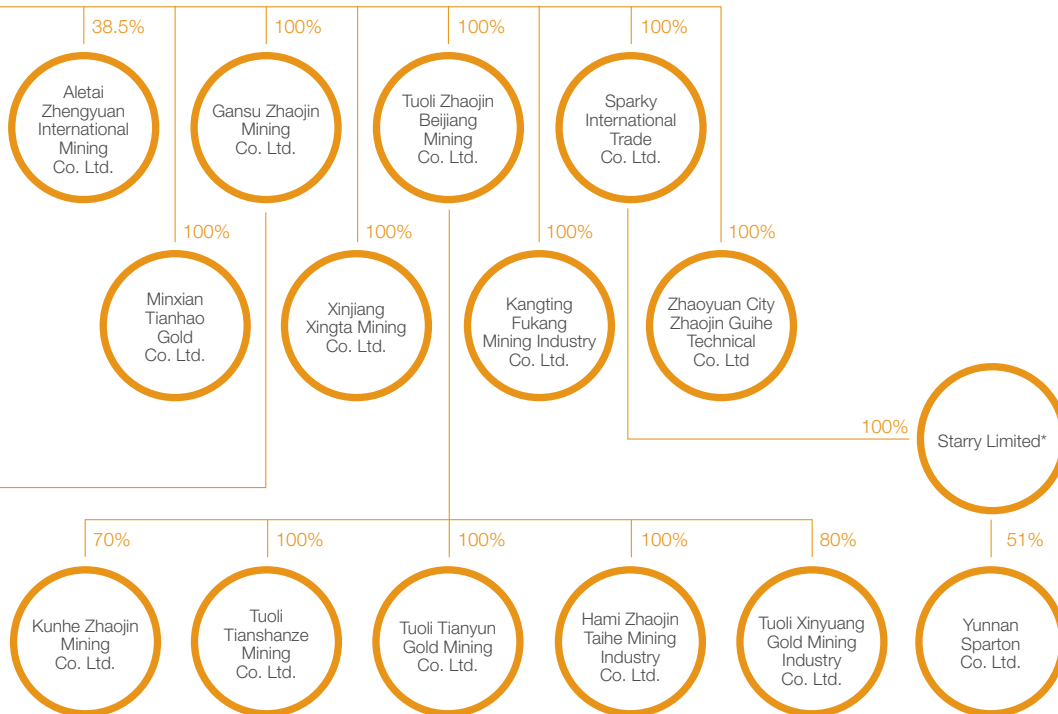 38.5%
100%
100%
100%
Aletai
Zhengyuan
International
Mining
Co. Ltd.
Gansu Zhaojin
Mining
Co. Ltd.
Tuoli Zhaojin
Beijiang
Mining
Co. Ltd.
Sparky
International
Trade
Co. Ltd.
100%
100%
100%
100%
Minxian
Tianhao
Gold
Co. Ltd.
Xinjiang
Xingta Mining
Co. Ltd.
Kangting
Fukang
Mining Industry
Co. Ltd.
Zhaoyuan City
Zhaojin Guihe
Technical
Co. Ltd
100%
Starry Limited*
70%
100%
100%
100%
80%
51%
Kunhe Zhaojin
Mining
Co. Ltd.
Tuoli
Tianshanze
Mining
Co. Ltd.
Tuoli Tianyun
Gold Mining
Co. Ltd.
Hami Zhaojin
Taihe Mining
Industry
Co. Ltd.
Tuoli Xinyuang
Gold Mining
Industry
Co. Ltd.
Yunnan
Sparton
Co. Ltd.